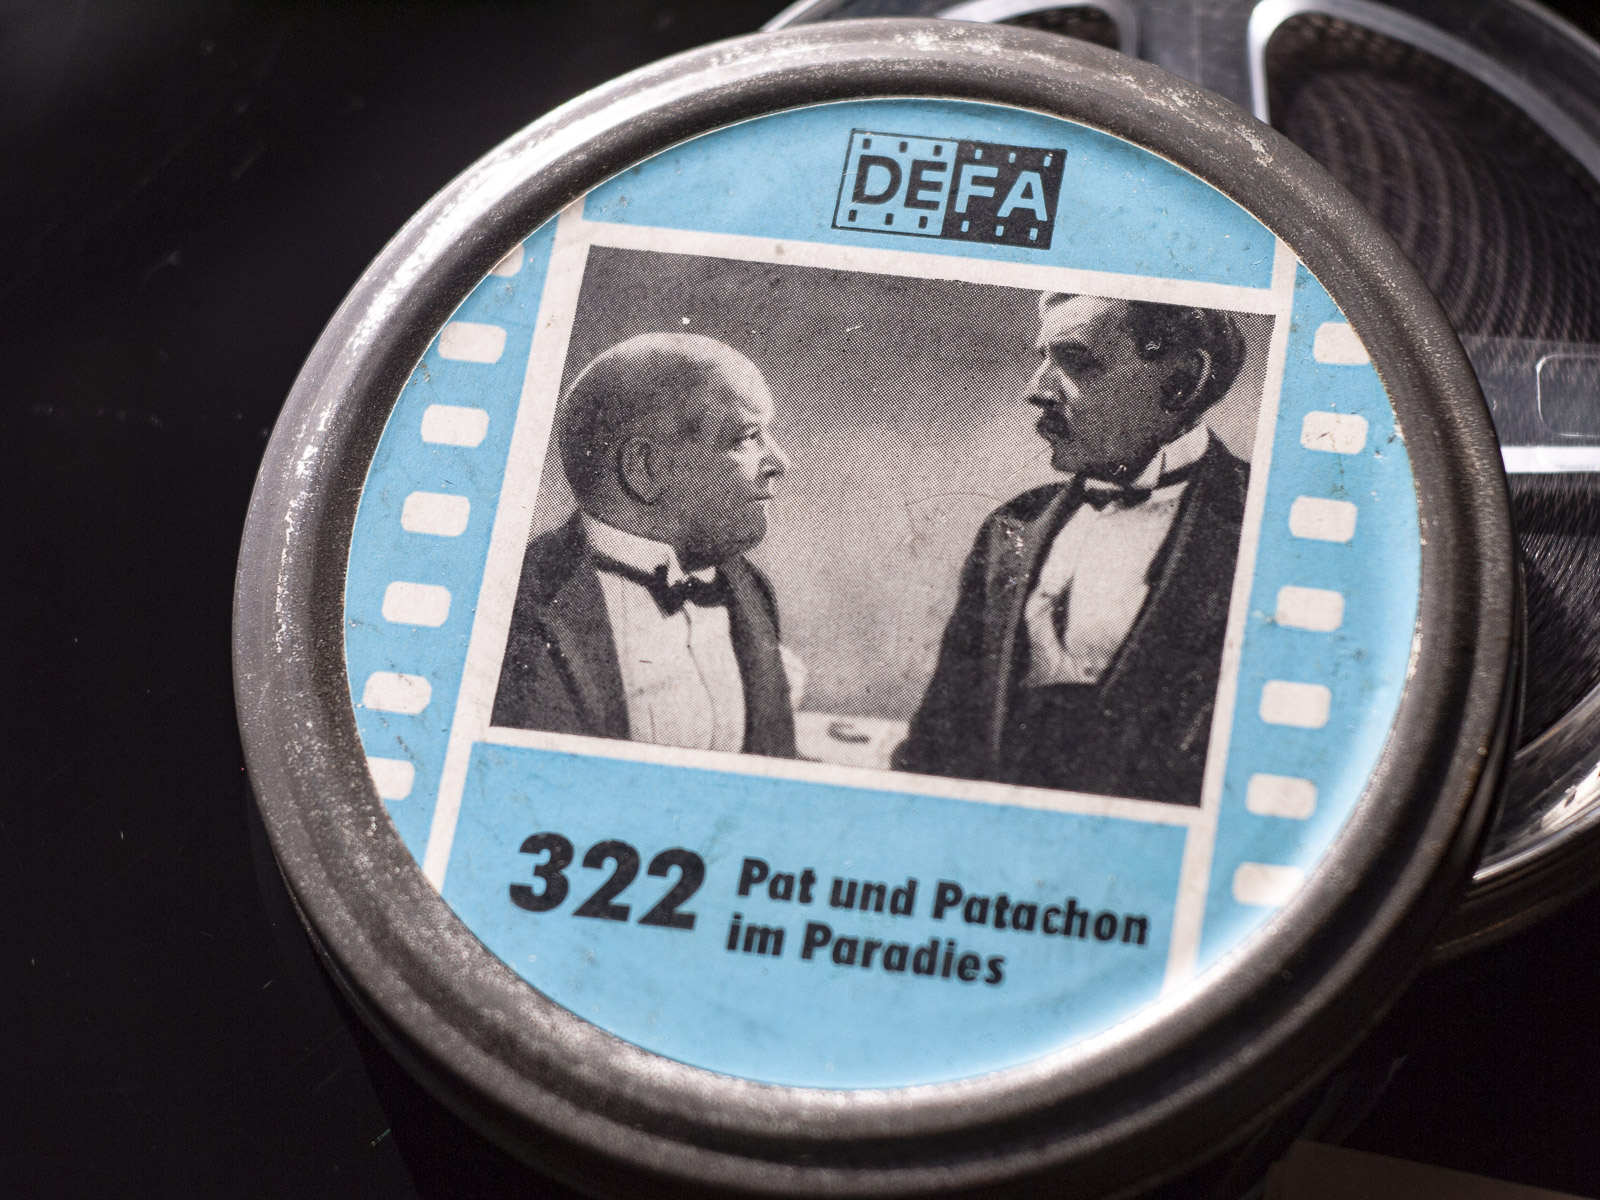 DEFA
322 Pat und Patachon
im Paradies